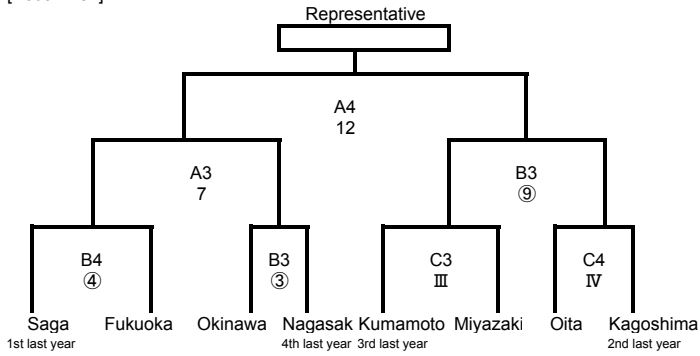 Representative
A4
12
A3
7
B3
⑨
B4
④
B3
③
C3
Ⅲ
C4
Ⅳ
Saga Fukuoka Okinawa Nagasak Kumamoto Miyazaki Oita Kagoshima
1st last year 4th last year 3rd last year 2nd last year